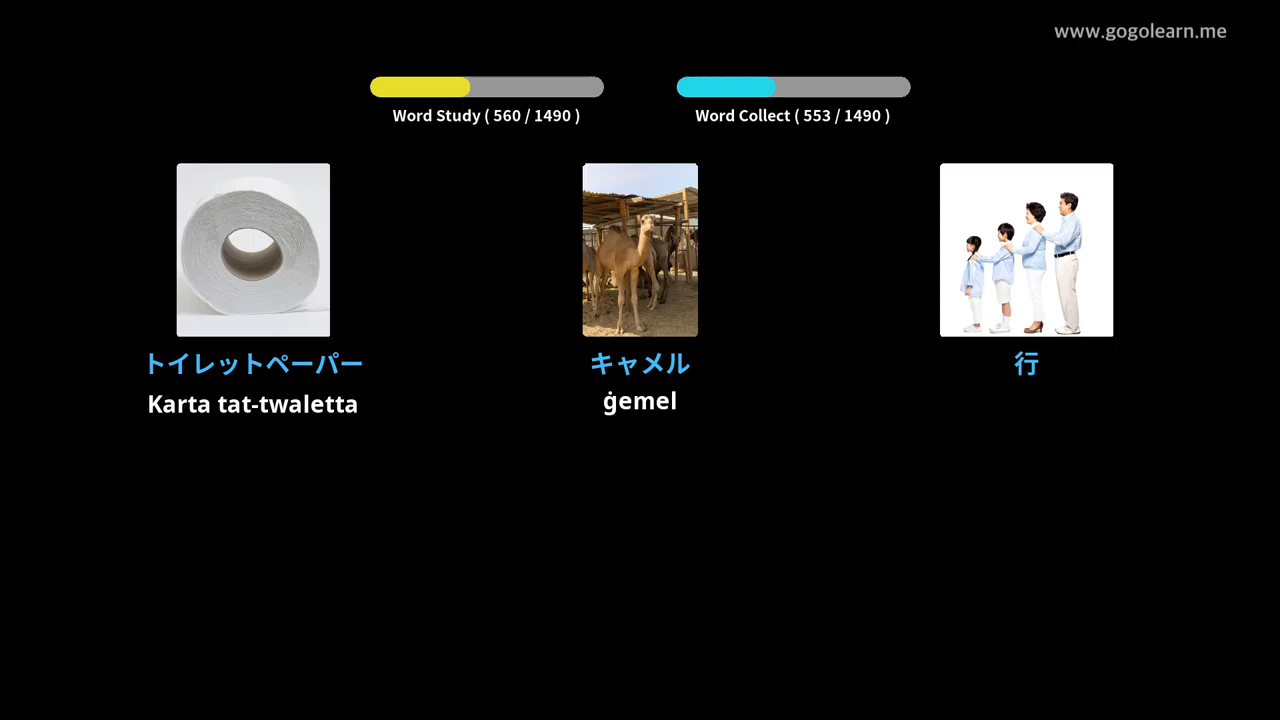 www.gogolearn.me
Word Study ( 560 / 1490 )
Word Collect ( 553 / 1490 )
トイレットペーパー
キャメル
行
Karta tat-twaletta
ġemel